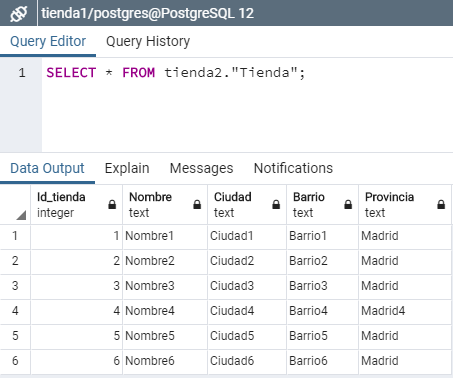 tienda1/postgres@PostgreSQL 12
Query Editor Query History
1 SELECT * FROM tienda2."Tienda";
Data Output Explain Messages Notifications
Id_tienda Nombre Ciudad Barrio Provincia
integer text text text text
1 1 Nombre1 Ciudad1 Barrio1 Madrid
2 2 Nombre2 Ciudad2 Barrio2 Madrid
3 3 Nombre3 Ciudad3 Barrio3 Madrid
4 4 Nombre4 Ciudad4 Barrio4 Madrid4
5 5 Nombre5 Ciudad5 Barrio5 Madrid
6 6 Nombre6 Ciudad6 Barrio6 Madrid